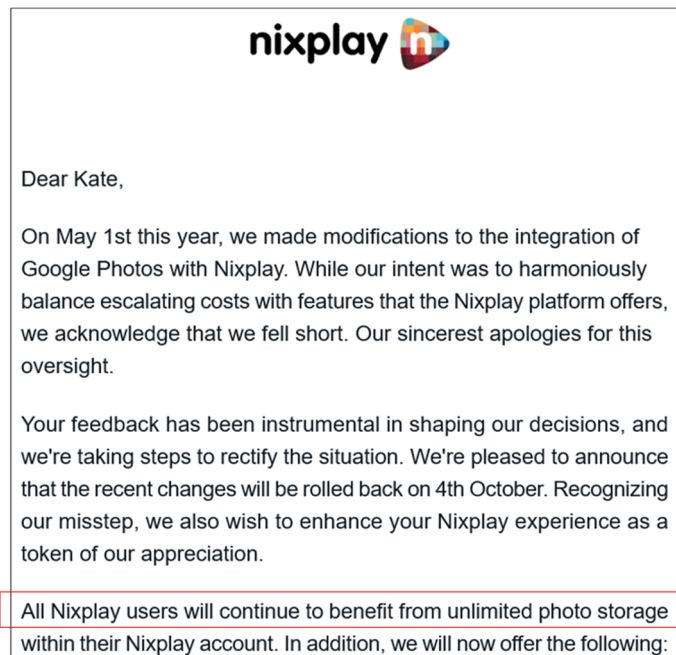 nixplay n
Dear Kate,
On May 1st this year, we made modifications to the integration of
Google Photos with Nixplay. While our intent was to harmoniously
balance escalating costs with features that the Nixplay platform offers,
we acknowledge that we fell short. Our sincerest apologies for this
oversight.
Your feedback has been instrumental in shaping our decisions, and
we're taking steps to rectify the situation. We're pleased to announce
that the recent changes will be rolled back on 4th October. Recognizing
our misstep, we also wish to enhance your Nixplay experience as a
token of our appreciation.
All Nixplay users will continue to benefit from unlimited photo storage
within their Nixplay account. In addition, we will now offer the following: